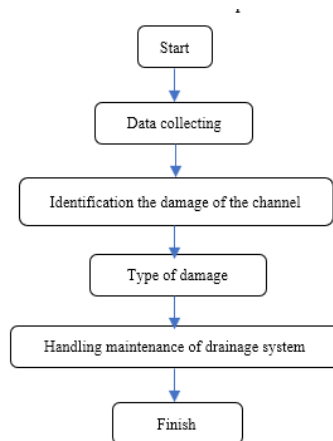 Start
Data collecting
Identification the damage of the channel
Type of damage
Handling maintenance of drainage system
Finish